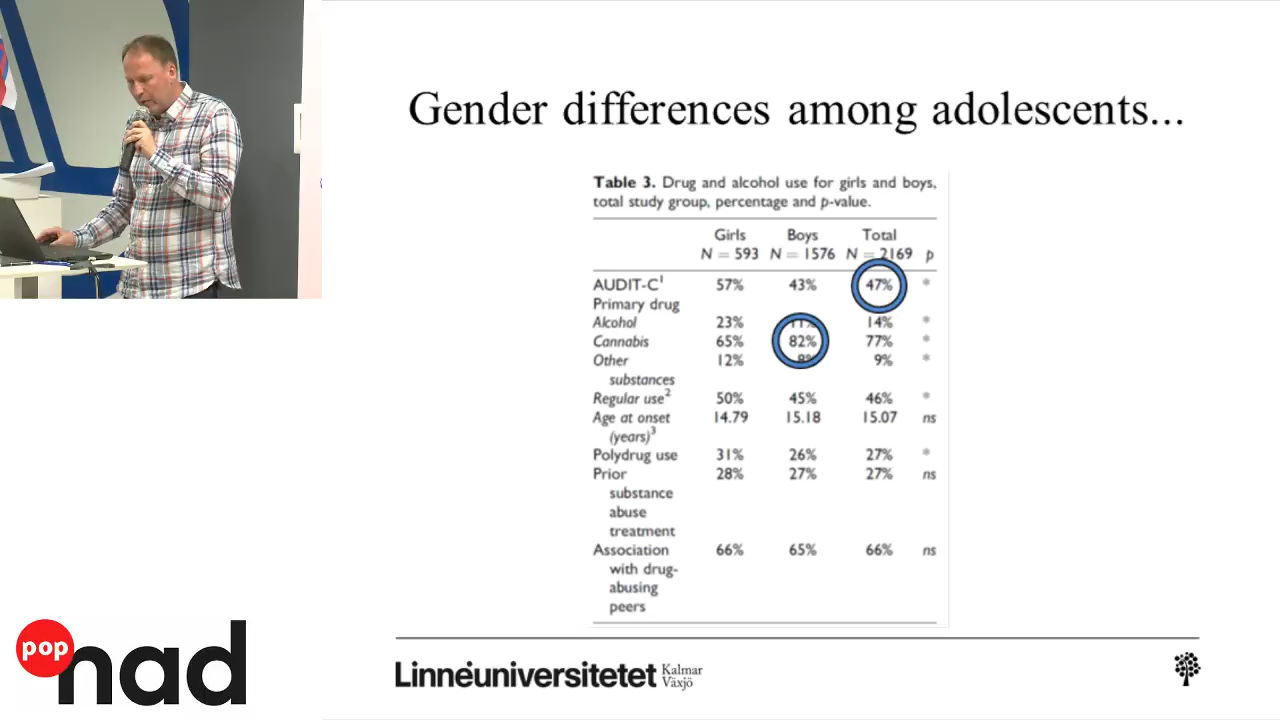 Gender differences among adolescents...
Table 3. Drug and alcohol use for girls and boys,
total study group, percentage and p-value.
Girls Boys Total
N = 593 N = 1576 N = 2169 p
AUDIT-C¹ 57% 43% 47% *
Primary drug
Alcohol 23% 11% 14% *
Cannabis 65% 82% 77% *
Other 12% 8% 9% *
substances
Regular use² 50% 45% 46% *
Age at onset 14.79 15.18 15.07 ns
(years)³
Polydrug use 31% 26% 27% *
Prior 28% 27% 27% ns
substance
abuse
treatment
Association 66% 65% 66% ns
with drug-
abusing
peers
pop
nad
Linnéuniversitetet
Kalmar
Växjö